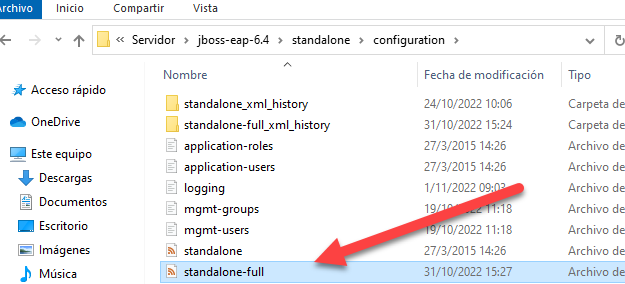 Archivo Inicio Compartir Vista
« Servidor > jboss-eap-6.4 > standalone > configuration >
Nombre Fecha de modificación Tipo
Acceso rápido
OneDrive
Este equipo
Descargas
Documentos
Escritorio
Imágenes
Música
standalone_xml_history 24/10/2022 10:06 Carpeta de
standalone-full_xml_history 31/10/2022 15:24 Carpeta de
application-roles 27/3/2015 14:26 Archivo de
application-users 27/3/2015 14:26 Archivo de
logging 1/11/2022 09:03 Archivo de
mgmt-groups 19/10/2022 11:18 Archivo de
mgmt-users 19/10/2022 11:18 Archivo de
standalone 27/3/2015 14:26 Archivo de
standalone-full 31/10/2022 15:27 Archivo de